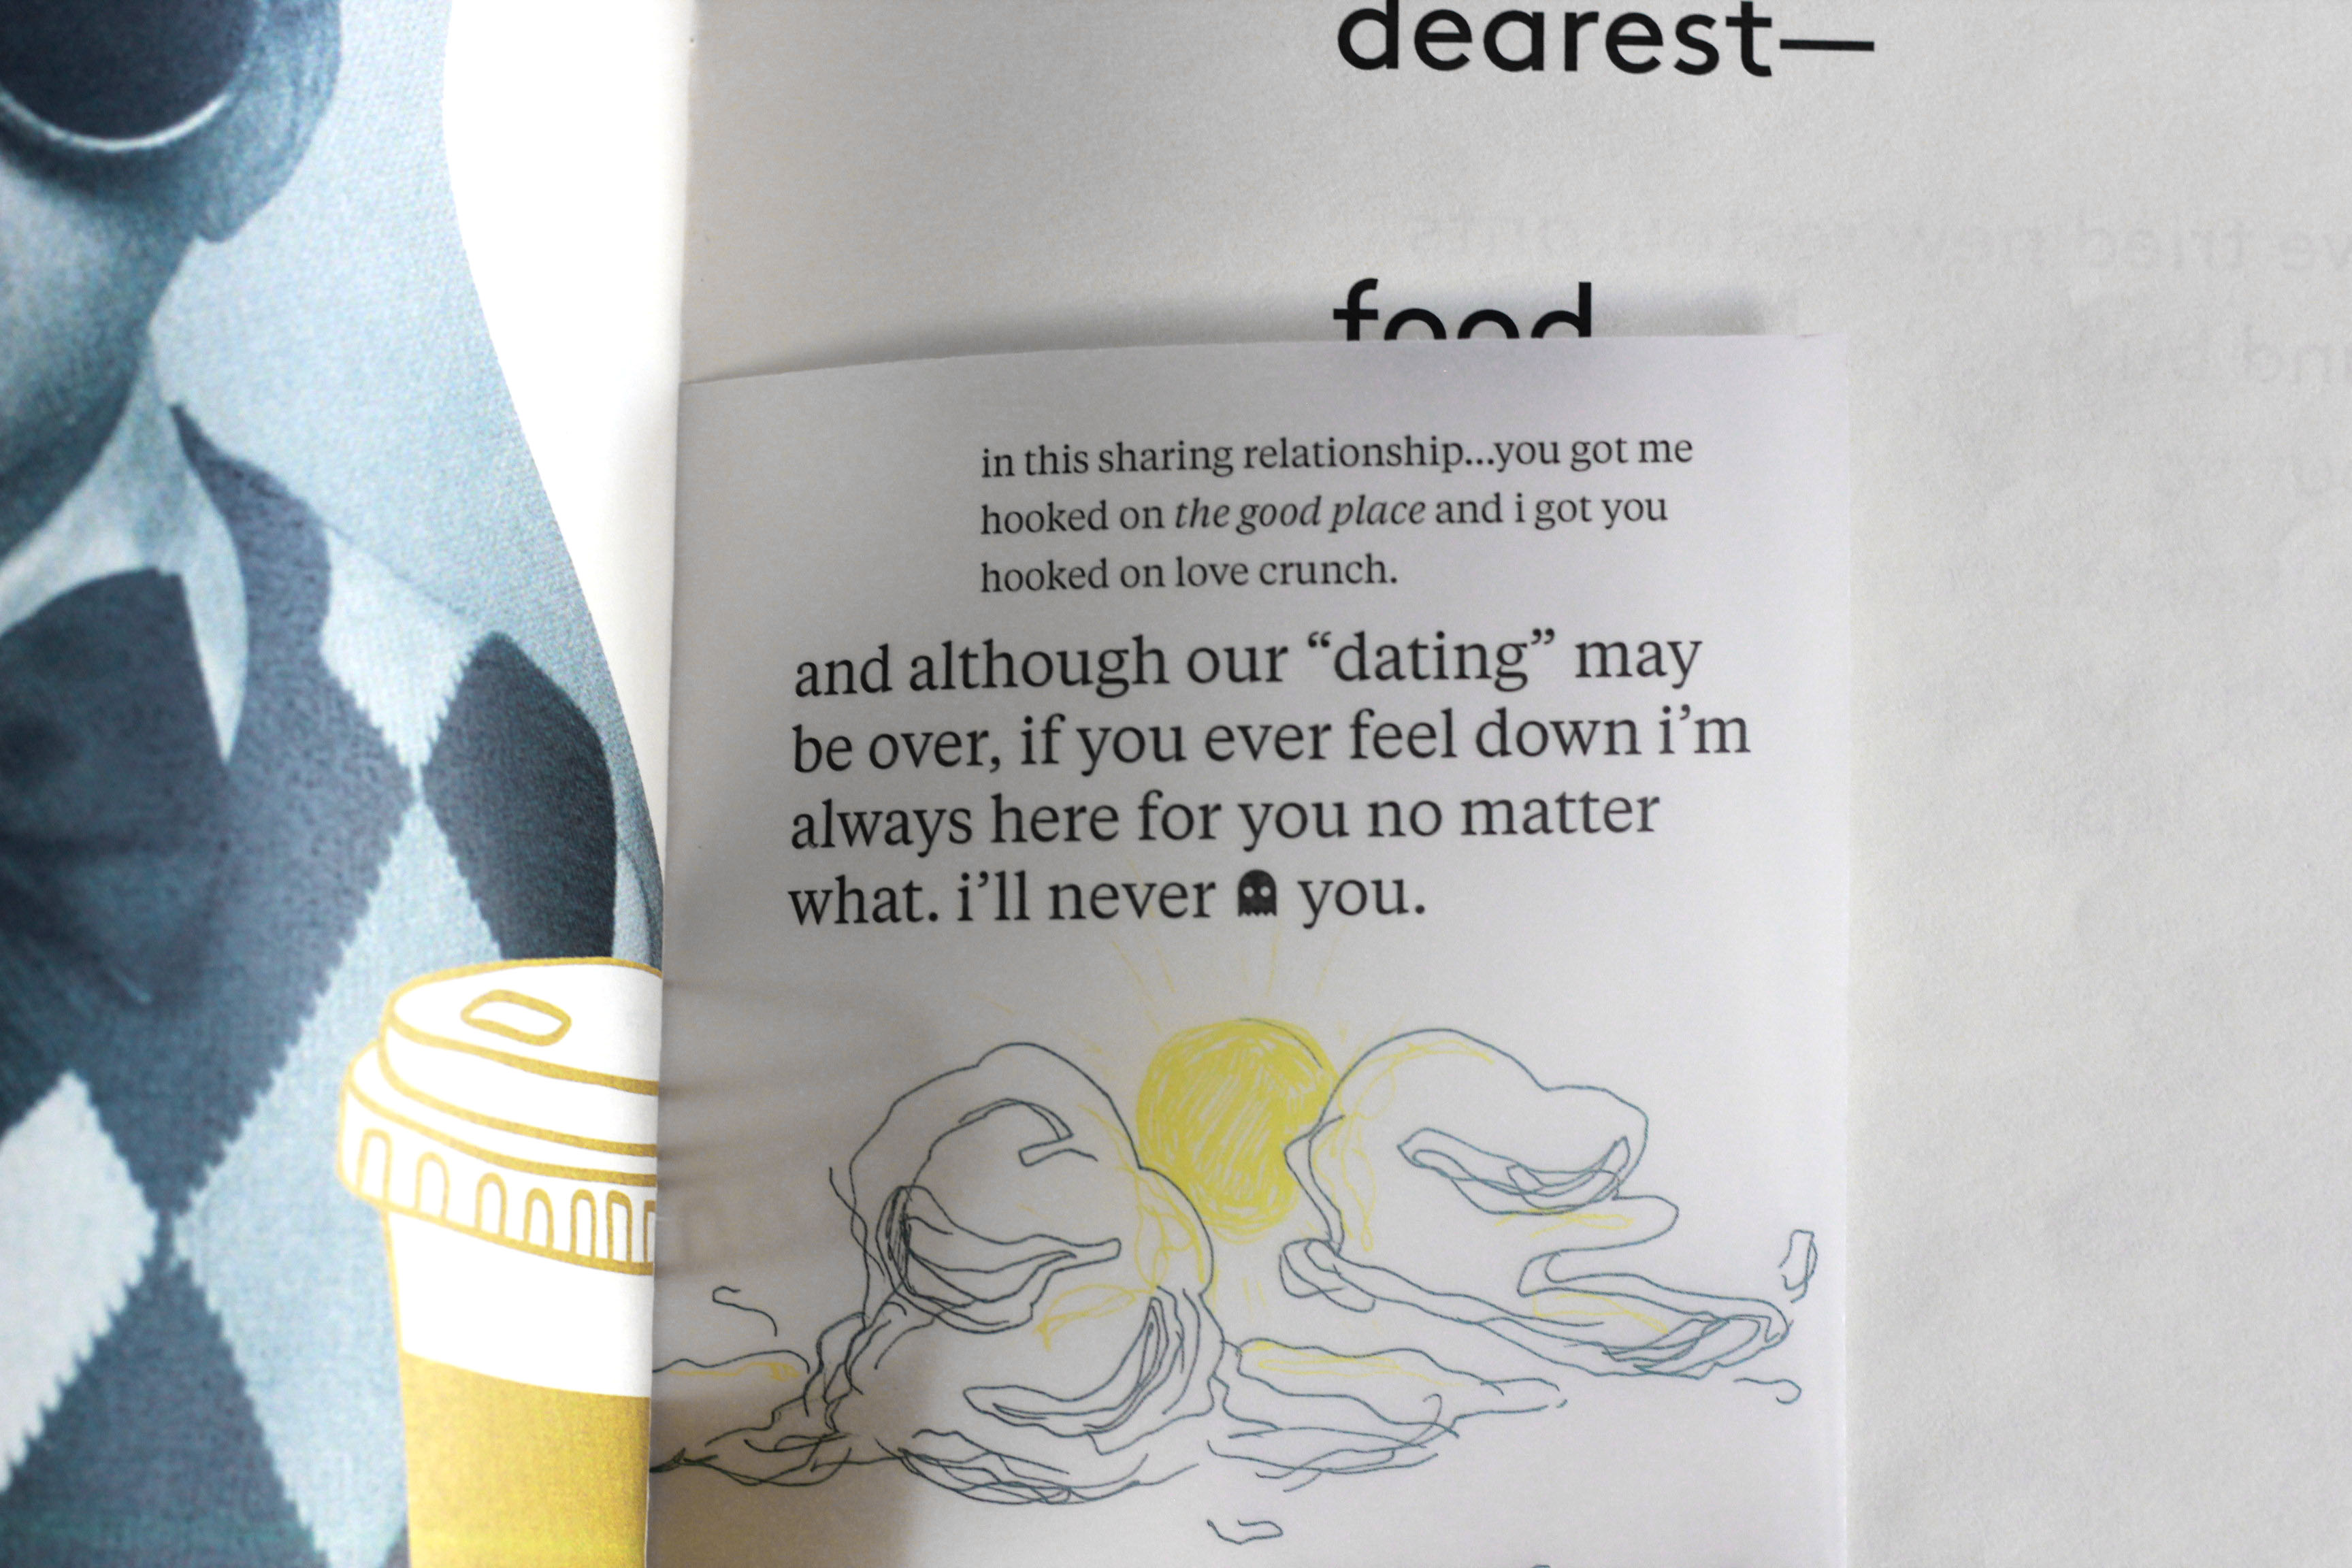 dearest—
food
in this sharing relationship...you got me
hooked on the good place and i got you
hooked on love crunch.
and although our “dating” may
be over, if you ever feel down i’m
always here for you no matter
what. i’ll never 👻 you.